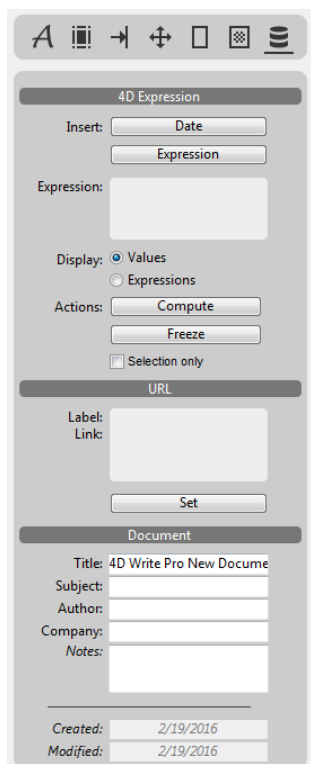 4D Expression
Insert: Date
Expression
Expression:
Display: Values
Expressions
Actions: Compute
Freeze
Selection only
URL
Label:
Link:
Set
Document
Title: 4D Write Pro New Docume
Subject:
Author:
Company:
Notes:
Created: 2/19/2016
Modified: 2/19/2016